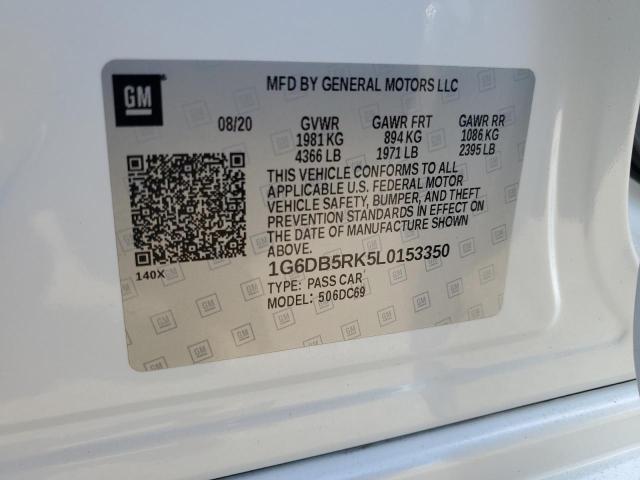 GM
MFD BY GENERAL MOTORS LLC
08/20 GVWR GAWR FRT GAWR RR
1981 KG 894 KG 1086 KG
4366 LB 1971 LB 2395 LB
THIS VEHICLE CONFORMS TO ALL
APPLICABLE U.S. FEDERAL MOTOR
VEHICLE SAFETY, BUMPER, AND THEFT
PREVENTION STANDARDS IN EFFECT ON
THE DATE OF MANUFACTURE SHOWN
ABOVE.
140X
1G6DB5RK5L0153350
TYPE: PASS CAR
MODEL: 506DC69